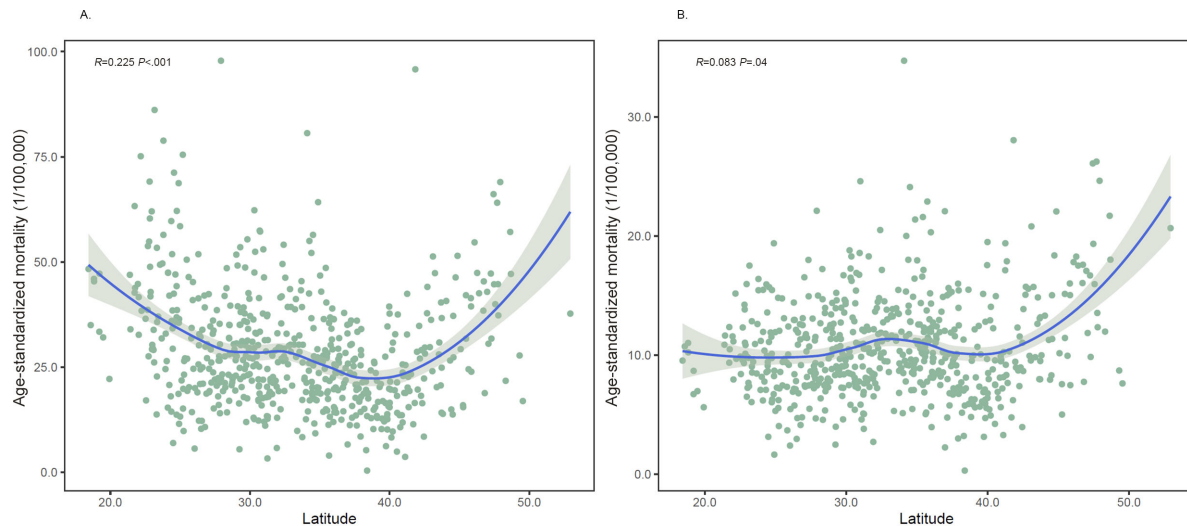 A.
R=0.225 P<.001
100.0
75.0
50.0
25.0
0.0
Age-standardized mortality (1/100,000)
20.0 30.0 40.0 50.0
Latitude
B.
R=0.083 P=.04
30.0
20.0
10.0
0.0
Age-standardized mortality (1/100,000)
20.0 30.0 40.0 50.0
Latitude